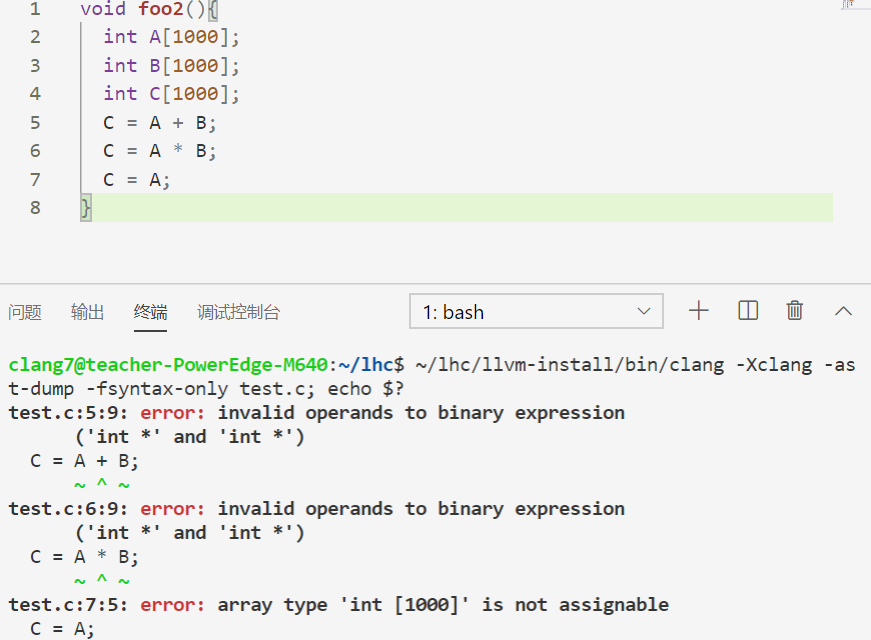 1 void foo2(){
2 int A[1000];
3 int B[1000];
4 int C[1000];
5 C = A + B;
6 C = A * B;
7 C = A;
8 }
问题 输出 终端 调试控制台 1: bash
clang7@teacher-PowerEdge-M640:~/lhc$ ~/lhc/llvm-install/bin/clang -Xclang -as
t-dump -fsyntax-only test.c; echo $?
test.c:5:9: error: invalid operands to binary expression
('int *' and 'int *')
C = A + B;
~ ^ ~
test.c:6:9: error: invalid operands to binary expression
('int *' and 'int *')
C = A * B;
~ ^ ~
test.c:7:5: error: array type 'int [1000]' is not assignable
C = A;